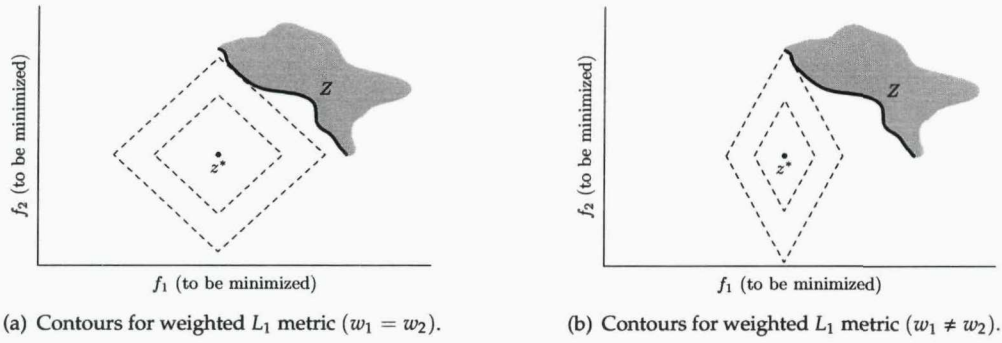 f₂ (to be minimized)
Z
z*
f₁ (to be minimized)
(a) Contours for weighted L₁ metric (w₁ = w₂).
f₂ (to be minimized)
Z
z*
f₁ (to be minimized)
(b) Contours for weighted L₁ metric (w₁ ≠ w₂).